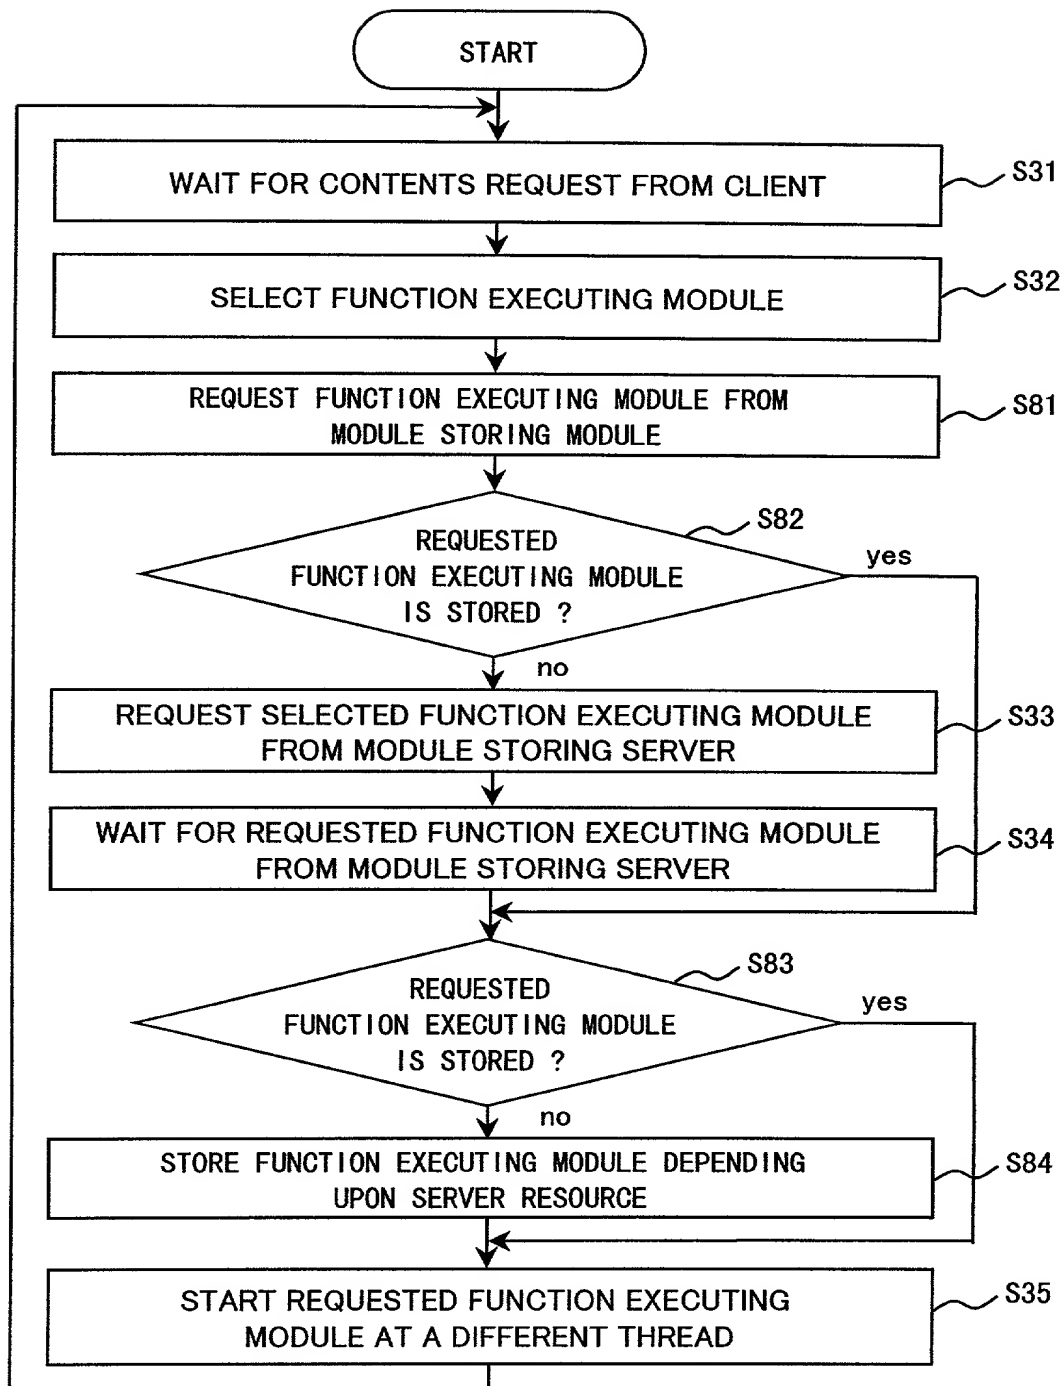 START
WAIT FOR CONTENTS REQUEST FROM CLIENT
S31
SELECT FUNCTION EXECUTING MODULE
S32
REQUEST FUNCTION EXECUTING MODULE FROM
MODULE STORING MODULE
S81
S82
REQUESTED
FUNCTION EXECUTING MODULE
IS STORED ?
yes
no
REQUEST SELECTED FUNCTION EXECUTING MODULE
FROM MODULE STORING SERVER
S33
WAIT FOR REQUESTED FUNCTION EXECUTING MODULE
FROM MODULE STORING SERVER
S34
S83
REQUESTED
FUNCTION EXECUTING MODULE
IS STORED ?
yes
no
STORE FUNCTION EXECUTING MODULE DEPENDING
UPON SERVER RESOURCE
S84
START REQUESTED FUNCTION EXECUTING
MODULE AT A DIFFERENT THREAD
S35